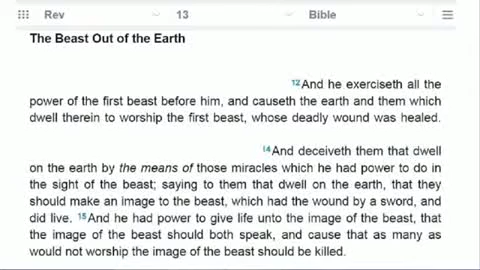 Rev 13 Bible
The Beast Out of the Earth
12And he exerciseth all the
power of the first beast before him, and causeth the earth and them which
dwell therein to worship the first beast, whose deadly wound was healed.
14And deceiveth them that dwell
on the earth by the means of those miracles which he had power to do in
the sight of the beast; saying to them that dwell on the earth, that they
should make an image to the beast, which had the wound by a sword, and
did live. 15And he had power to give life unto the image of the beast, that
the image of the beast should both speak, and cause that as many as
would not worship the image of the beast should be killed.